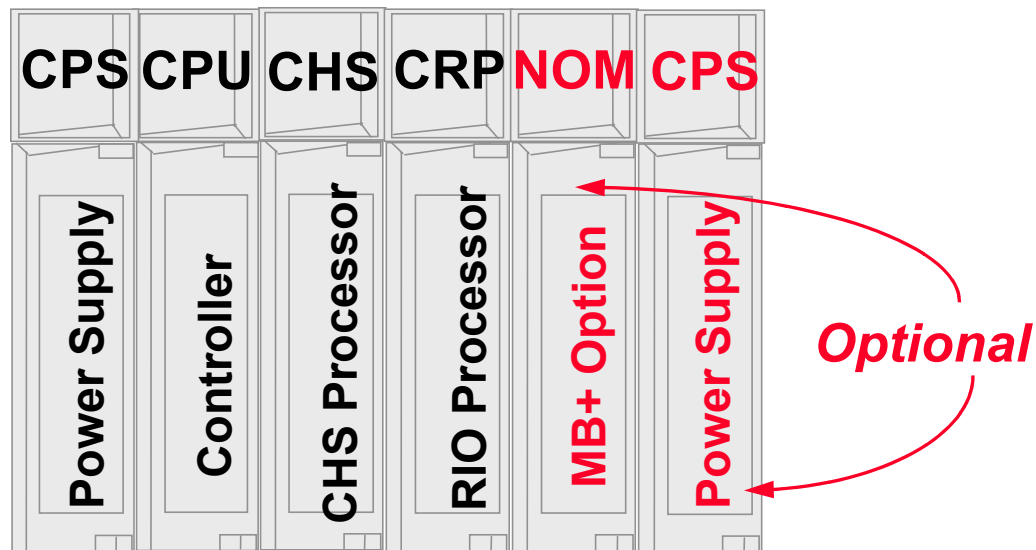 CPS CPU CHS CRP NOM CPS
Power Supply
Controller
CHS Processor
RIO Processor
MB+ Option
Power Supply
Optional